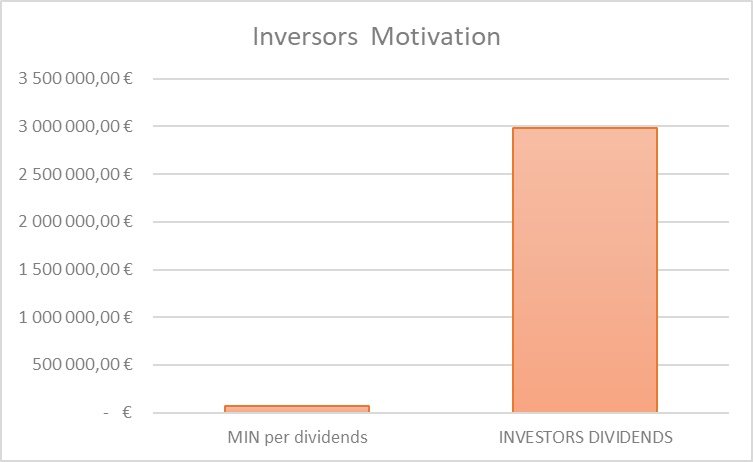 Inversors  Motivation
3 500 000,00 €
3 000 000,00 €
2 500 000,00 €
2 000 000,00 €
1 500 000,00 €
1 000 000,00 €
500 000,00 €
-   €
MIN per dividends
INVESTORS DIVIDENDS